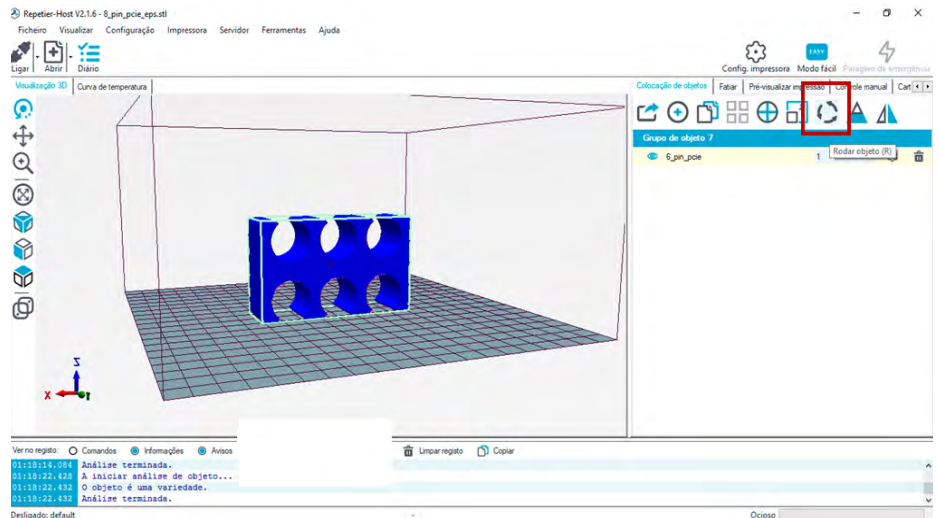 Repetier-Host V2.1.6 - 8_pin_pcie_eps.stl
Ficheiro Visualizar Configuração Impressora Servidor Ferramentas Ajuda
EASY
Ligar Abrir Diário Config. impressora Modo fácil Paragem de emergência
Visualização 3D Curva de temperatura Colocação de objetos Fatiar Pré-visualizar impressão Controle manual Cart
Grupo de objeto 7
6_pin_pcie 1
Rodar objeto (R)
Z
X Y
Ver no registo: Comandos Informações Avisos Limpar registo Copiar
01:18:14.084 Análise terminada.
01:18:22.428 A iniciar análise de objeto...
01:18:22.432 O objeto é uma variedade.
01:18:22.432 Análise terminada.
Desligado: default Ocioso